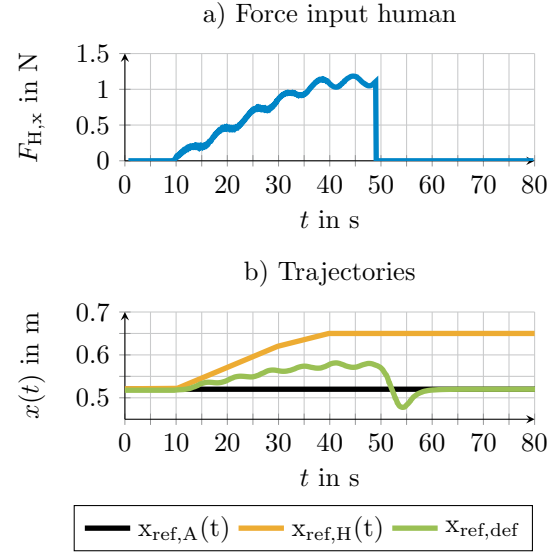 a) Force input human
1.5
1
0.5
0
F_H,x in N
0 10 20 30 40 50 60 70 80
t in s
b) Trajectories
0.7
0.6
0.5
x(t) in m
0 10 20 30 40 50 60 70 80
t in s
x_ref,A(t) x_ref,H(t) x_ref,def